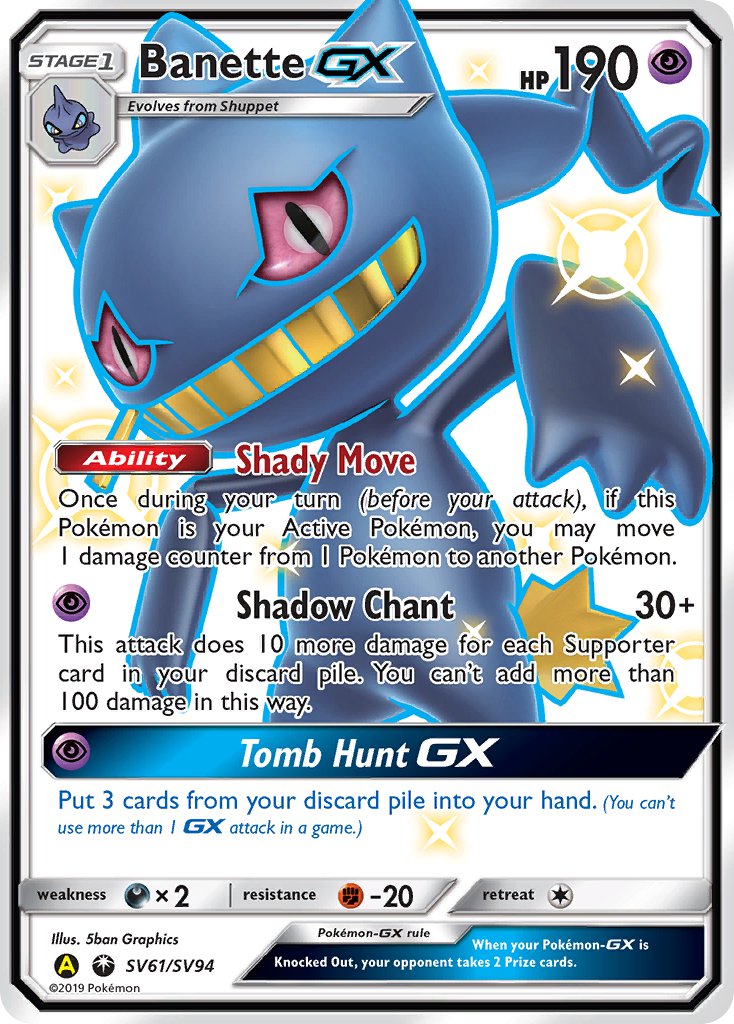 STAGE1 Banette GX HP 190
Evolves from Shuppet
Ability Shady Move
Once during your turn (before your attack), if this
Pokémon is your Active Pokémon, you may move
1 damage counter from 1 Pokémon to another Pokémon.
Shadow Chant 30+
This attack does 10 more damage for each Supporter
card in your discard pile. You can't add more than
100 damage in this way.
Tomb Hunt GX
Put 3 cards from your discard pile into your hand. (You can't
use more than 1 GX attack in a game.)
weakness × 2 resistance -20 retreat
Illus. 5ban Graphics
Pokémon-GX rule
When your Pokémon-GX is
Knocked Out, your opponent takes 2 Prize cards.
A SV61/SV94
©2019 Pokémon